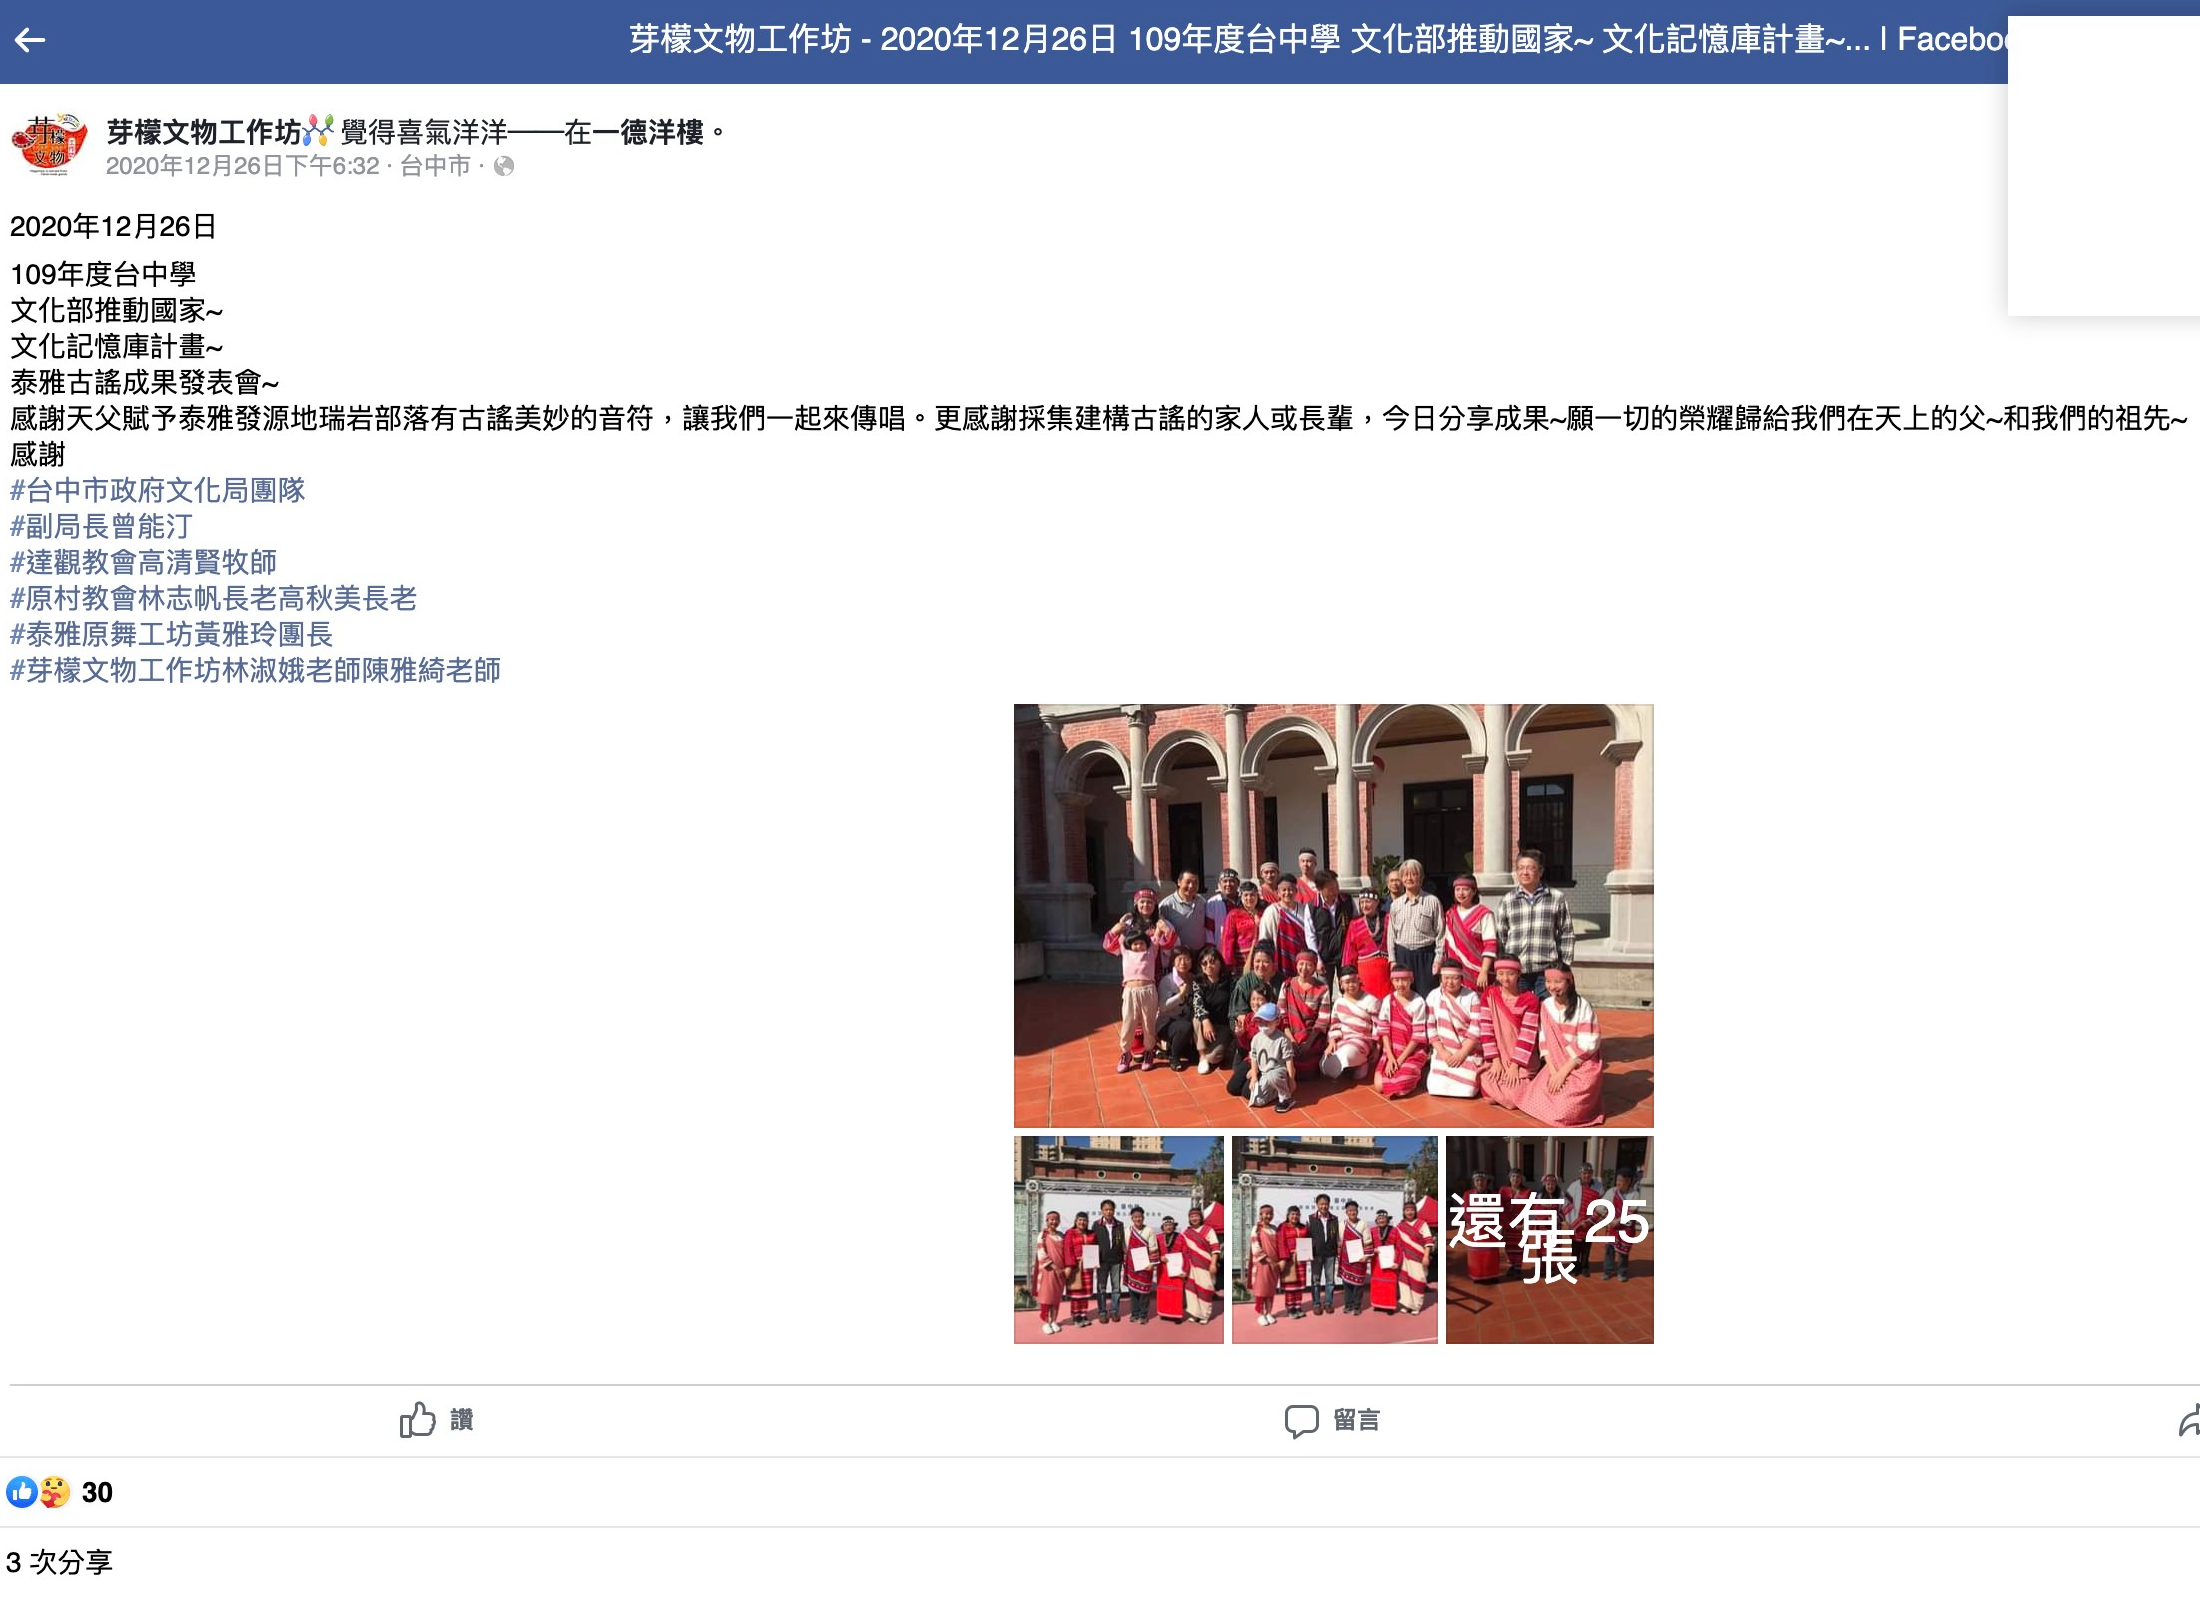 芽檬文物工作坊 - 2020年12月26日 109年度台中學 文化部推動國家~ 文化記憶庫計畫~... | Facebo
芽檬文物工作坊 覺得喜氣洋洋——在一德洋樓。
2020年12月26日下午6:32 · 台中市 ·
2020年12月26日
109年度台中學
文化部推動國家~
文化記憶庫計畫~
泰雅古謠成果發表會~
感謝天父賦予泰雅發源地瑞岩部落有古謠美妙的音符，讓我們一起來傳唱。更感謝採集建構古謠的家人或長輩，今日分享成果~願一切的榮耀歸給我們在天上的父~和我們的祖先~
感謝
#台中市政府文化局團隊
#副局長曾能汀
#達觀教會高清賢牧師
#原村教會林志帆長老高秋美長老
#泰雅原舞工坊黃雅玲團長
#芽檬文物工作坊林淑娥老師陳雅綺老師
還有 25
張
讚
留言
30
3 次分享